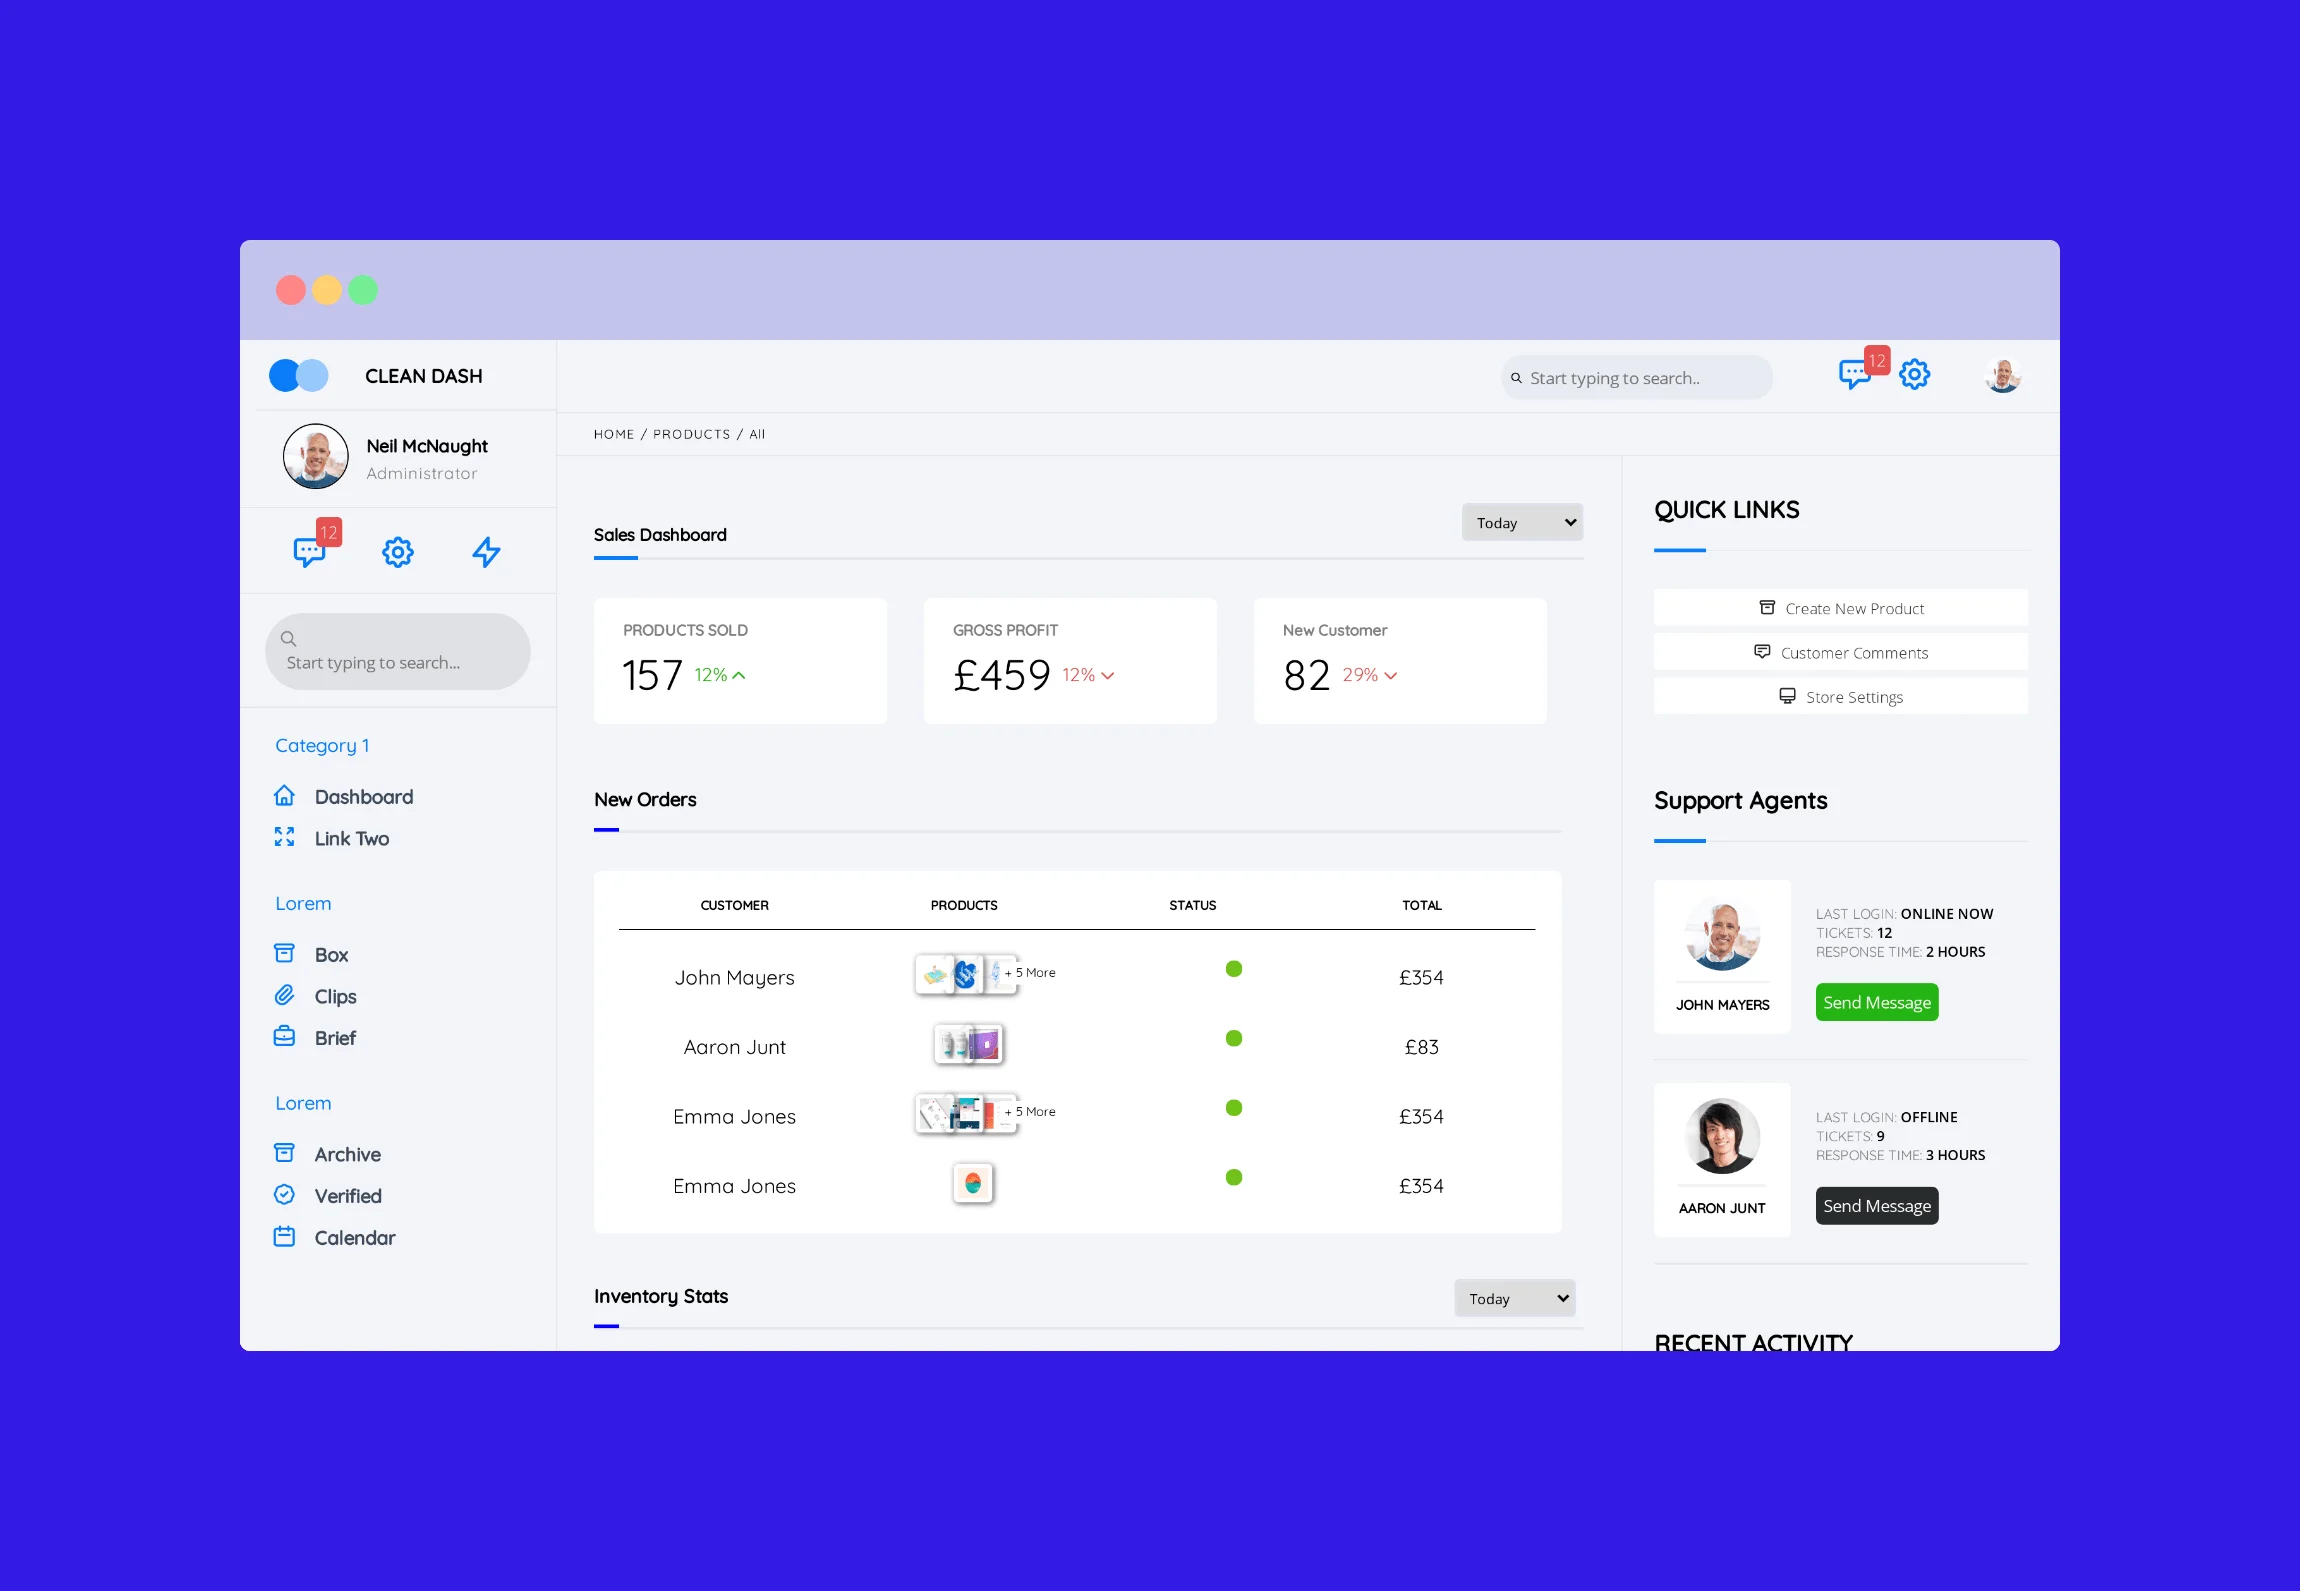 CLEAN DASH
Start typing to search..
12
Neil McNaught
Administrator
12
Start typing to search...
Category 1
Dashboard
Link Two
Lorem
Box
Clips
Brief
Lorem
Archive
Verified
Calendar
HOME / PRODUCTS / All
Sales Dashboard
Today
PRODUCTS SOLD
157 12%
GROSS PROFIT
£459 12%
New Customer
82 29%
New Orders
CUSTOMER PRODUCTS STATUS TOTAL
John Mayers + 5 More £354
Aaron Junt £83
Emma Jones + 5 More £354
Emma Jones £354
Inventory Stats
Today
QUICK LINKS
Create New Product
Customer Comments
Store Settings
Support Agents
JOHN MAYERS
LAST LOGIN: ONLINE NOW
TICKETS: 12
RESPONSE TIME: 2 HOURS
Send Message
AARON JUNT
LAST LOGIN: OFFLINE
TICKETS: 9
RESPONSE TIME: 3 HOURS
Send Message
RECENT ACTIVITY